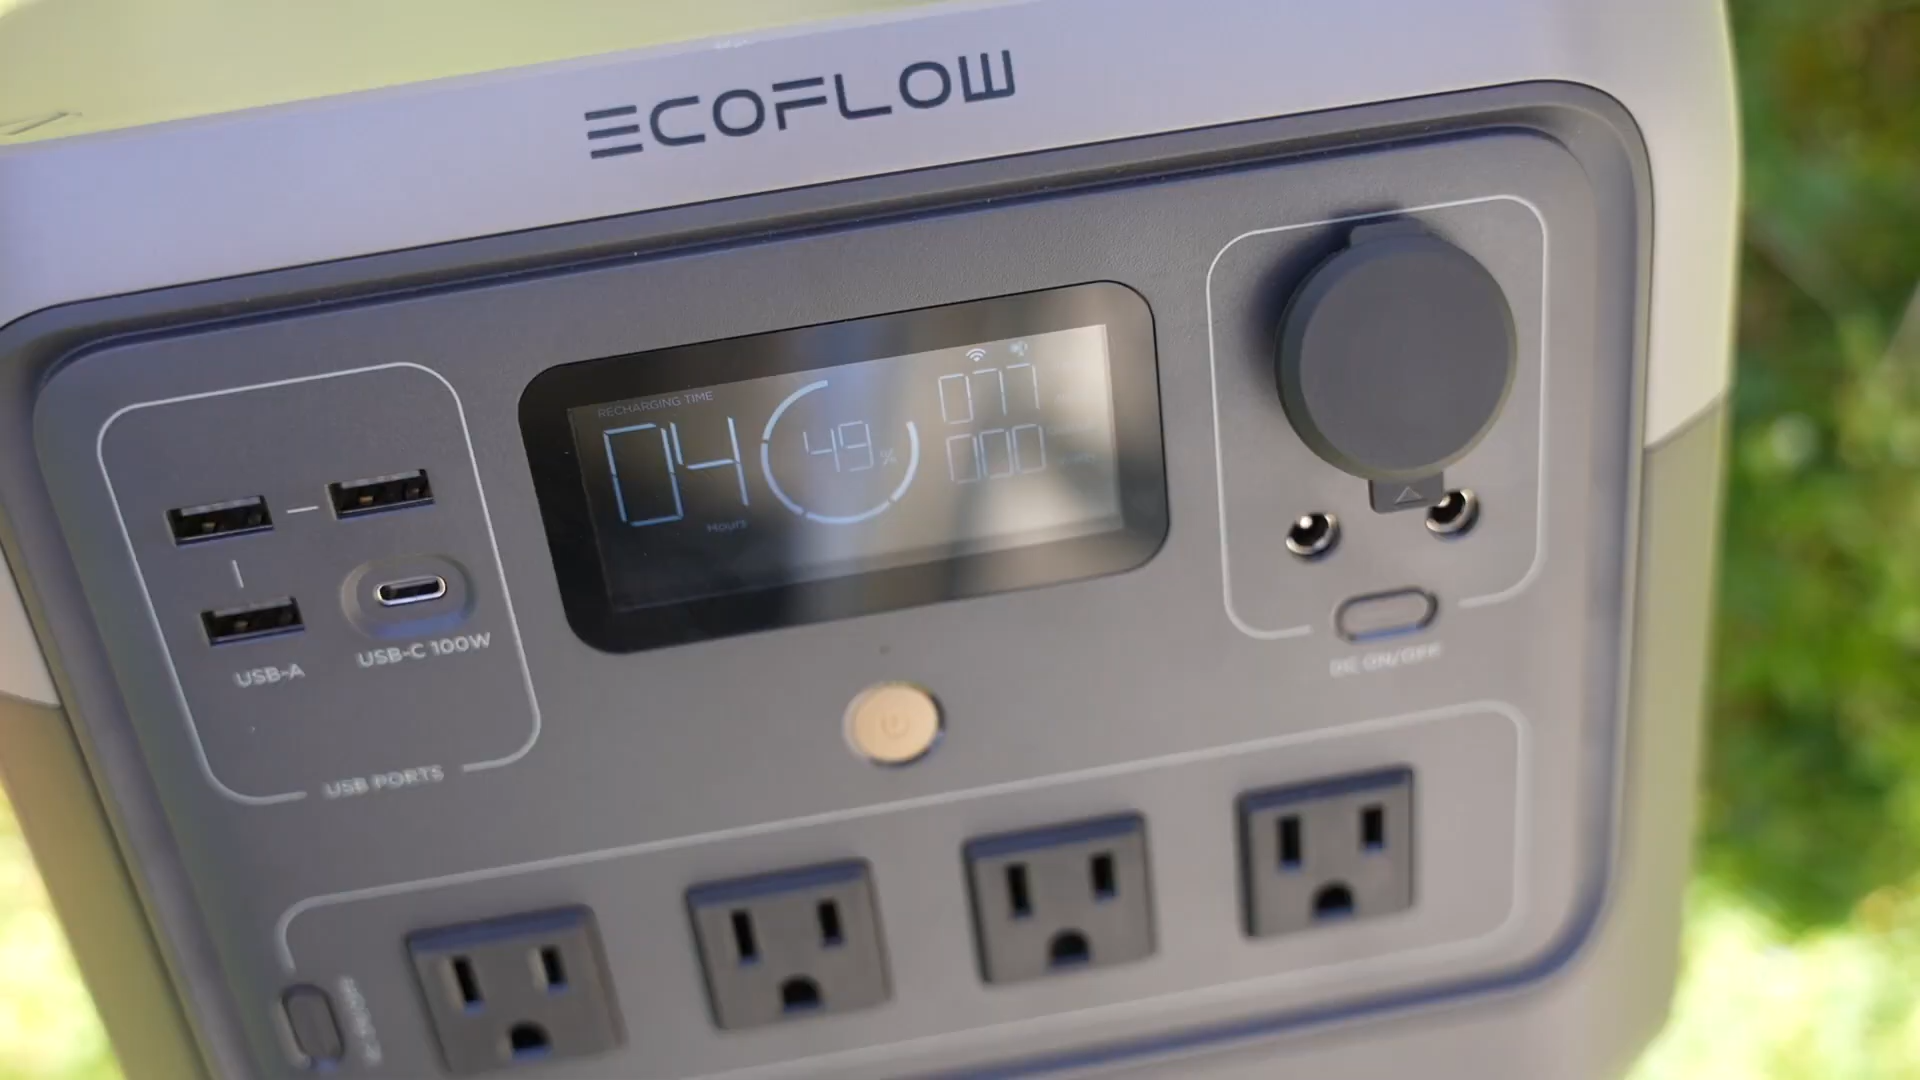 ECOFLOW
RECHARGING TIME
04
Hours
49 %
077
000
USB-A
USB-C 100W
USB PORTS
DC ON/OFF